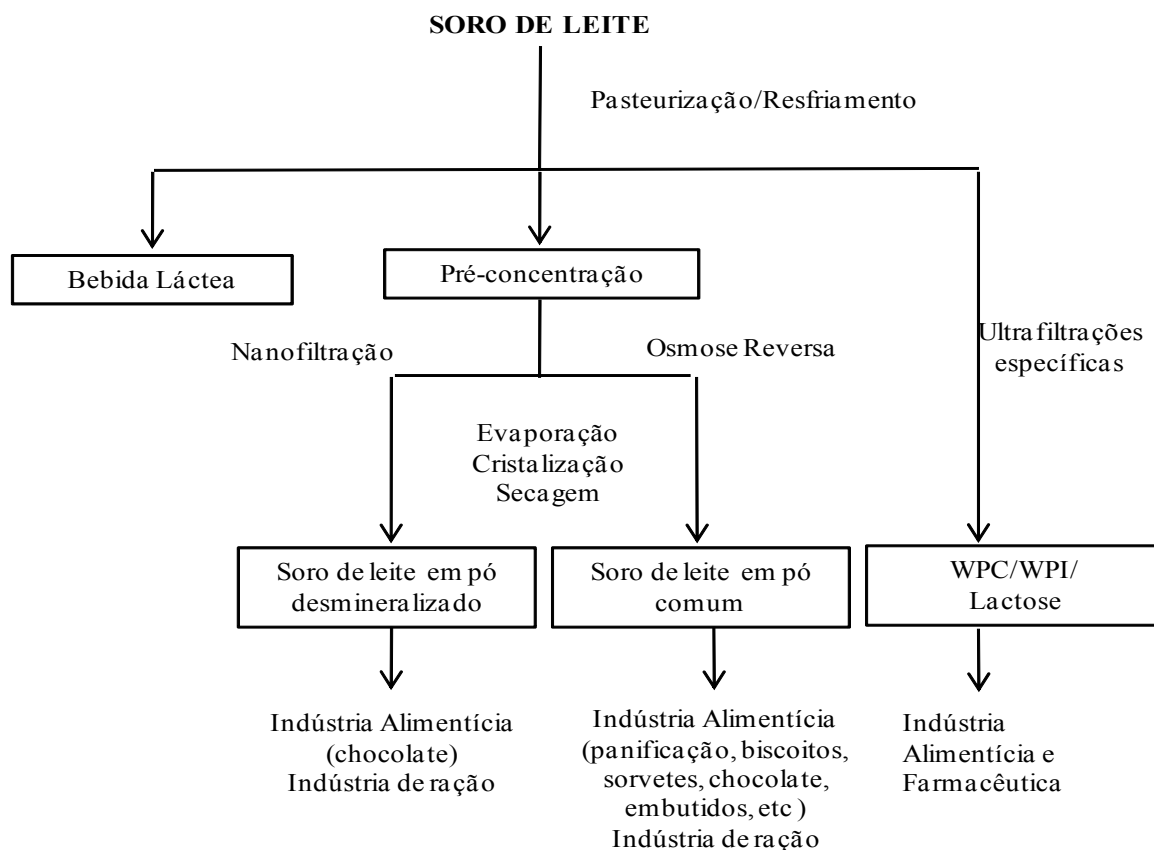 SORO DE LEITE
Pasteurização/Resfriamento
Bebida Láctea
Pré-concentração
Nanofiltração
Osmose Reversa
Ultrafiltrações
específicas
Evaporação
Cristalização
Secagem
Soro de leite em pó
desmineralizado
Soro de leite em pó
comum
WPC/WPI/
Lactose
Indústria Alimentícia
(chocolate)
Indústria de ração
Indústria Alimentícia
(panificação, biscoitos,
sorvetes, chocolate,
embutidos, etc )
Indústria de ração
Indústria
Alimentícia e
Farmacêutica